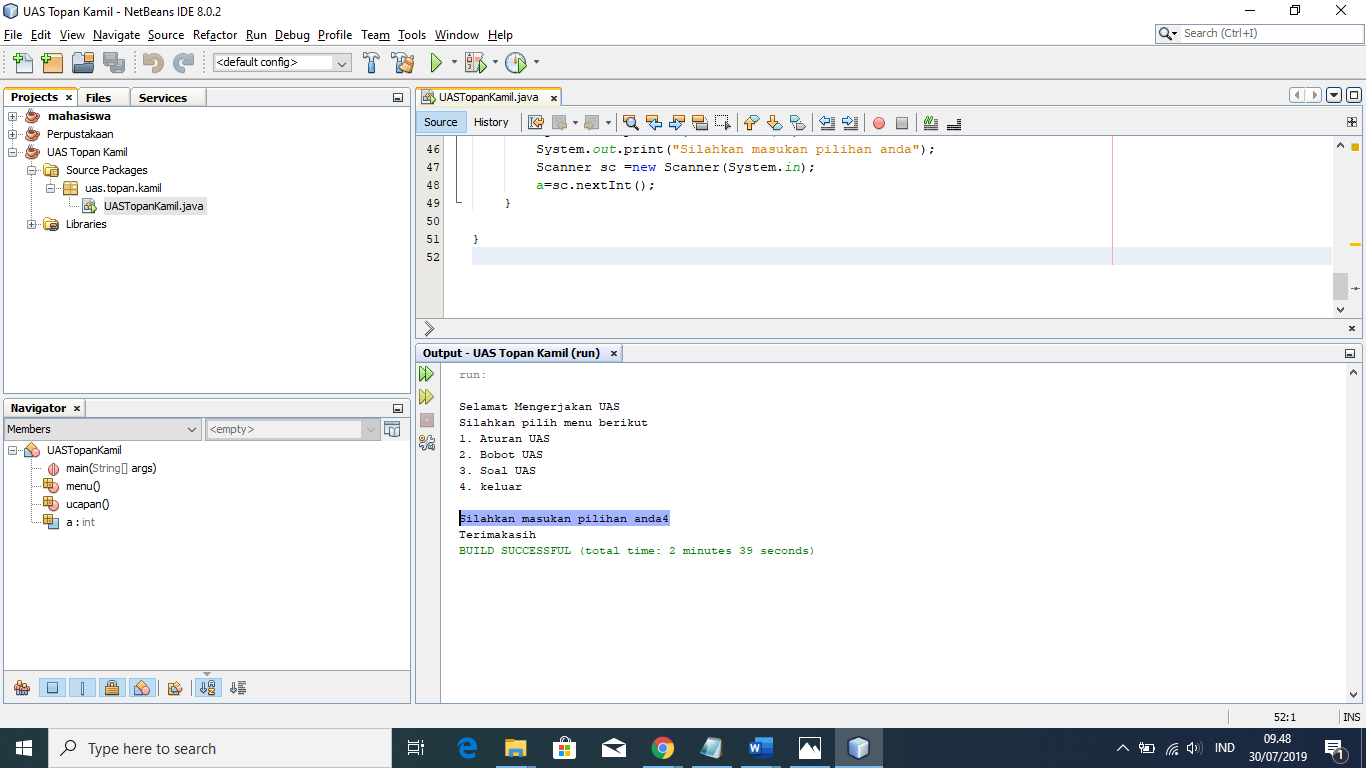 UAS Topan Kamil - NetBeans IDE 8.0.2
File Edit View Navigate Source Refactor Run Debug Profile Team Tools Window Help
Search (Ctrl+I)
<default config>
Projects Files Services
mahasiswa
Perpustakaan
UAS Topan Kamil
Source Packages
uas.topan.kamil
UASTopanKamil.java
Libraries
Navigator
Members <empty>
UASTopanKamil
main(String[] args)
menu()
ucapan()
a : int
UASTopanKamil.java
Source History
46 System.out.print("Silahkan masukan pilihan anda");
47 Scanner sc =new Scanner(System.in);
48 a=sc.nextInt();
49 }
50
51 }
52
Output - UAS Topan Kamil (run)
run:
Selamat Mengerjakan UAS
Silahkan pilih menu berikut
1. Aturan UAS
2. Bobot UAS
3. Soal UAS
4. keluar
Silahkan masukan pilihan anda4
Terimakasih
BUILD SUCCESSFUL (total time: 2 minutes 39 seconds)
52:1 INS
Type here to search
IND
09.48
30/07/2019
1